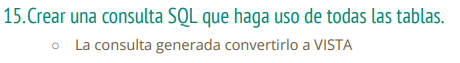 15.Crear una consulta SQL que haga uso de todas las tablas.
○ La consulta generada convertirlo a VISTA